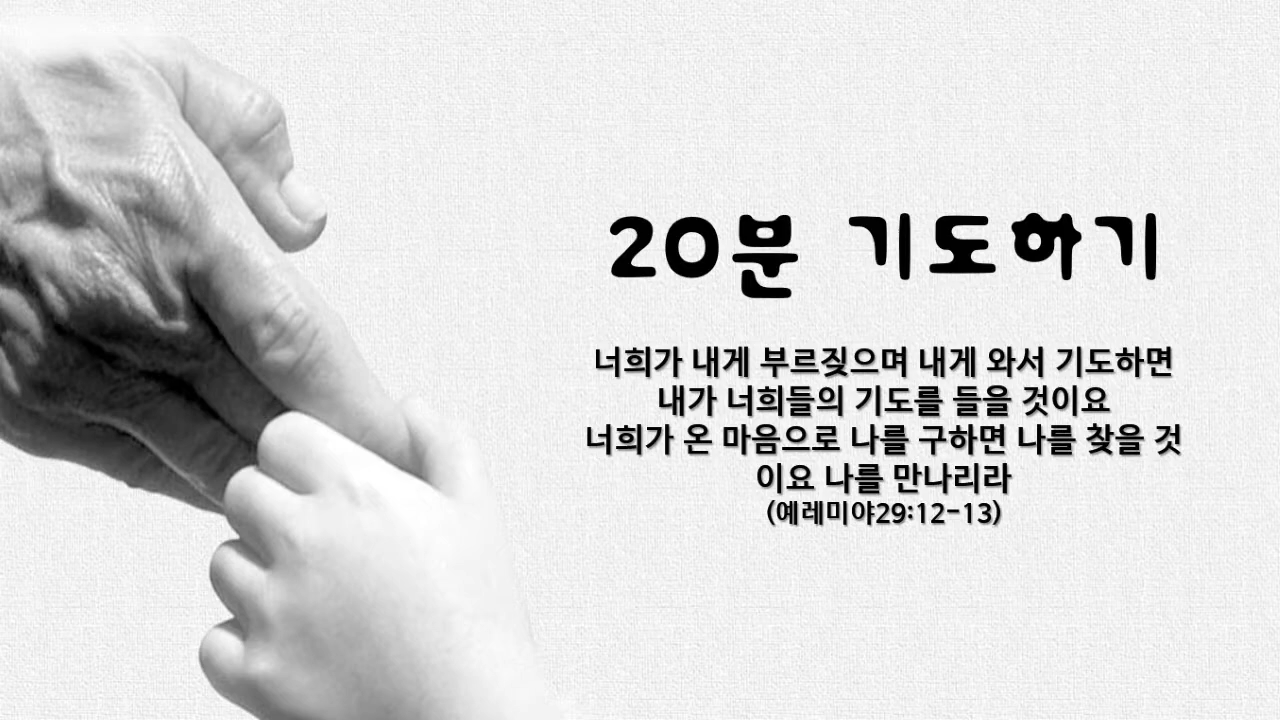 20분 기도하기
너희가 내게 부르짖으며 내게 와서 기도하면
내가 너희들의 기도를 들을 것이요
너희가 온 마음으로 나를 구하면 나를 찾을 것
이요 나를 만나리라
(예레미야29:12-13)